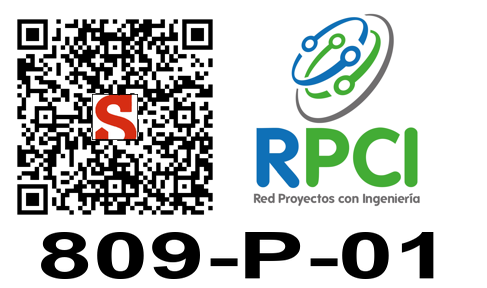 S
RPCI
Red Proyectos con Ingeniería
809-P-01